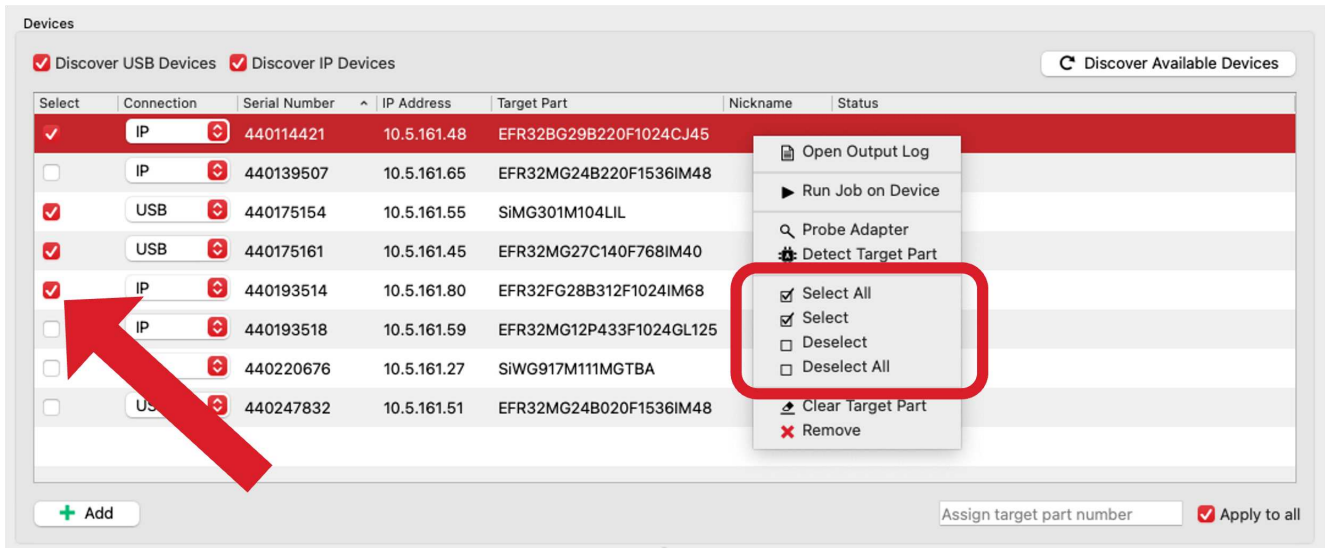 Devices
Discover USB Devices Discover IP Devices Discover Available Devices
Select Connection Serial Number IP Address Target Part Nickname Status
IP 440114421 10.5.161.48 EFR32BG29B220F1024CJ45
Open Output Log
IP 440139507 10.5.161.65 EFR32MG24B220F1536IM48
Run Job on Device
USB 440175154 10.5.161.55 SiMG301M104LIL
Probe Adapter
USB 440175161 10.5.161.45 EFR32MG27C140F768IM40
Detect Target Part
IP 440193514 10.5.161.80 EFR32FG28B312F1024IM68
Select All
Select
IP 440193518 10.5.161.59 EFR32MG12P433F1024GL125
Deselect
440220676 10.5.161.27 SiWG917M111MGTBA
Deselect All
440247832 10.5.161.51 EFR32MG24B020F1536IM48
Clear Target Part
Remove
Add Assign target part number Apply to all